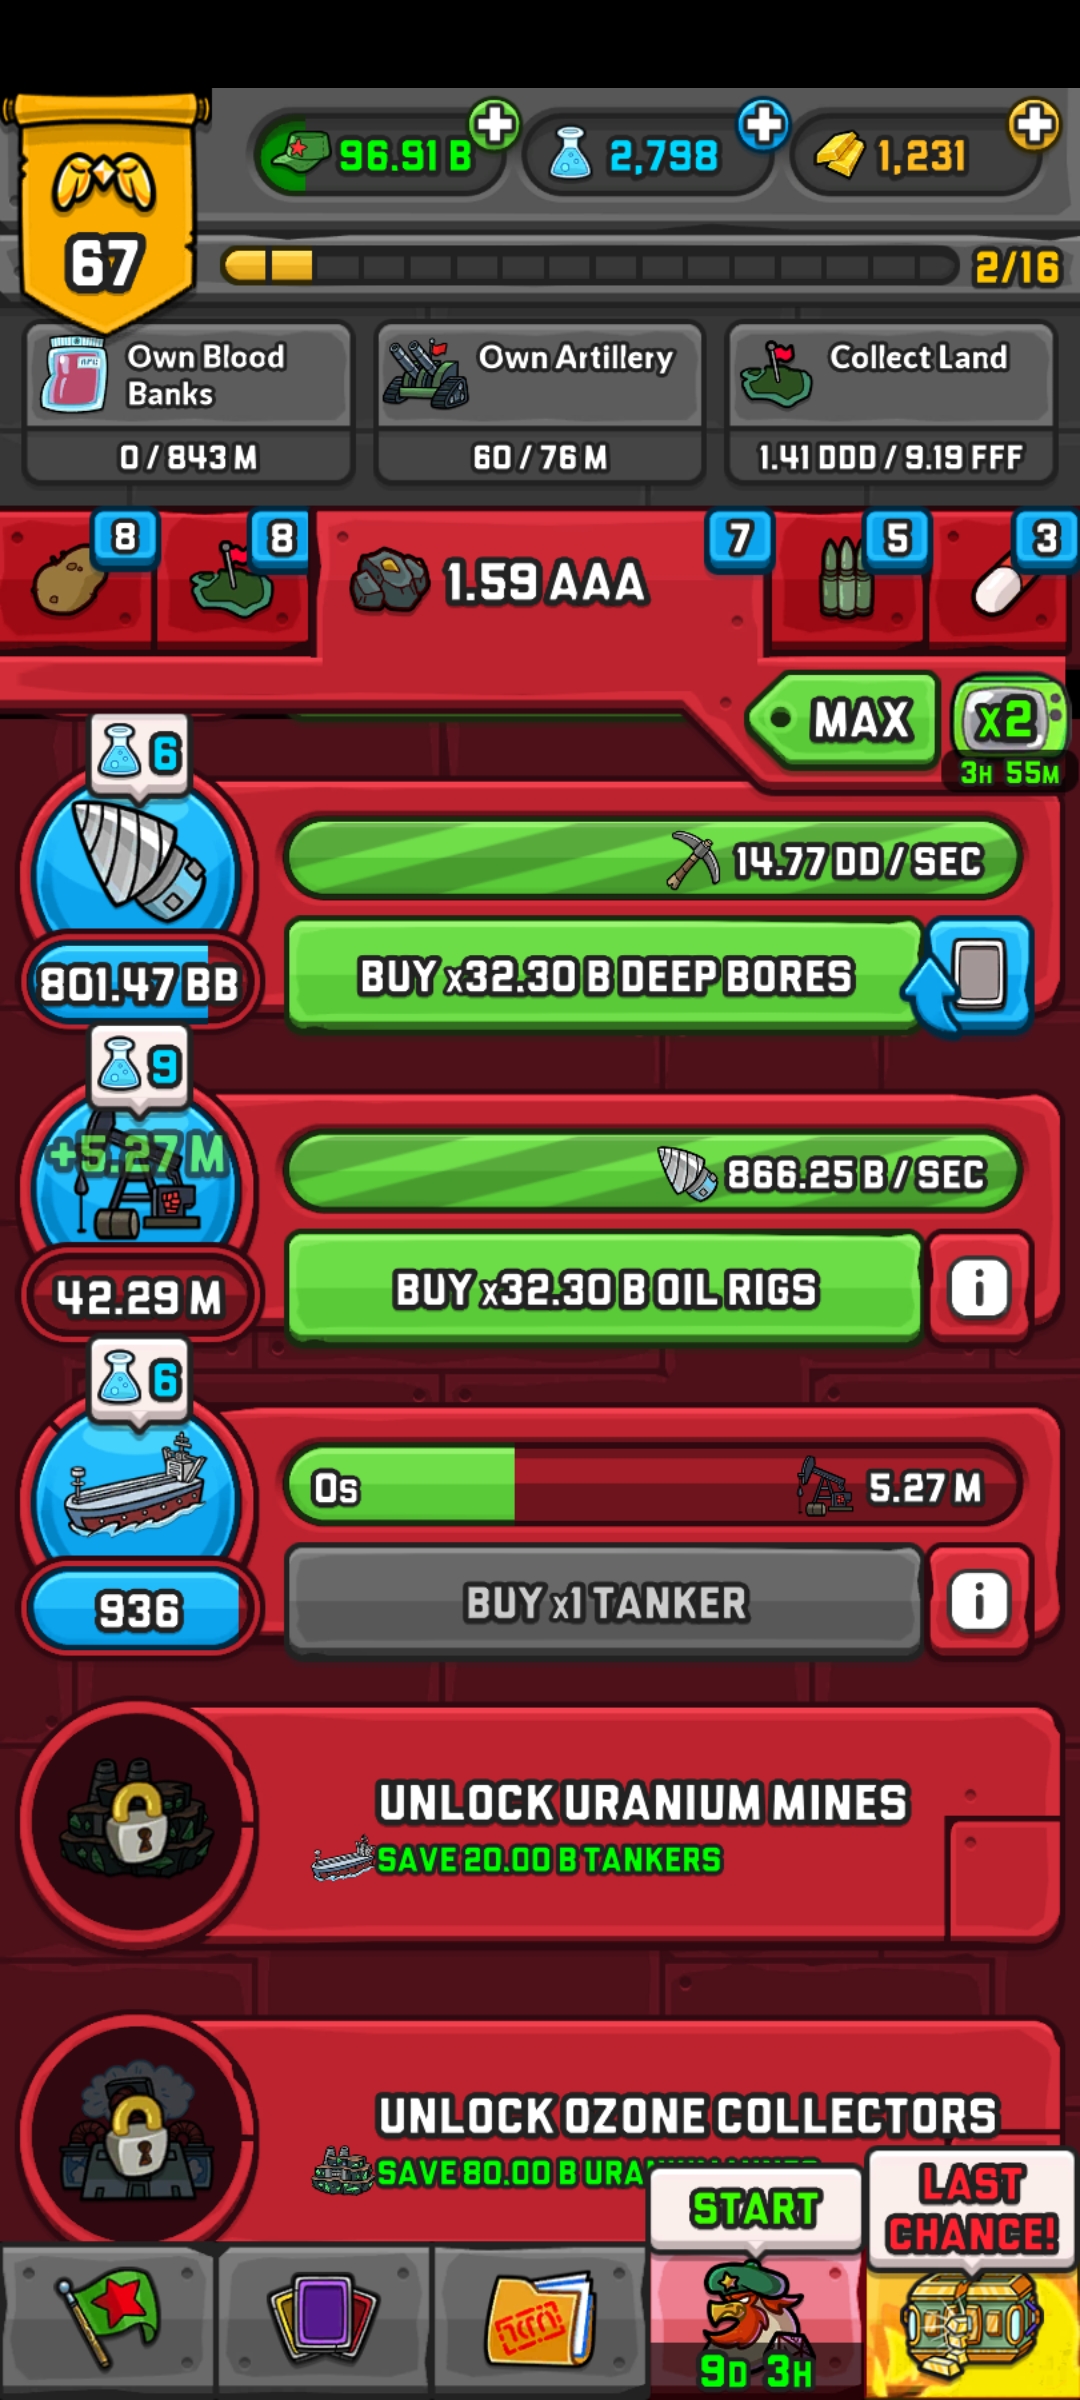 96.91 B
2,798
1,231
67
2/16
Own Blood
Banks
0 / 843 M
Own Artillery
60 / 76 M
Collect Land
1.41 DDD / 9.19 FFF
8
8
1.59 AAA
7
5
3
MAX
x2
3H 55M
6
14.77 DD / SEC
801.47 BB
BUY x32.30 B DEEP BORES
9
+5.27 M
866.25 B / SEC
42.29 M
BUY x32.30 B OIL RIGS
i
6
0s
5.27 M
936
BUY x1 TANKER
i
UNLOCK URANIUM MINES
SAVE 20.00 B TANKERS
UNLOCK OZONE COLLECTORS
SAVE 80.00 B
START
LAST
CHANCE!
9D 3H